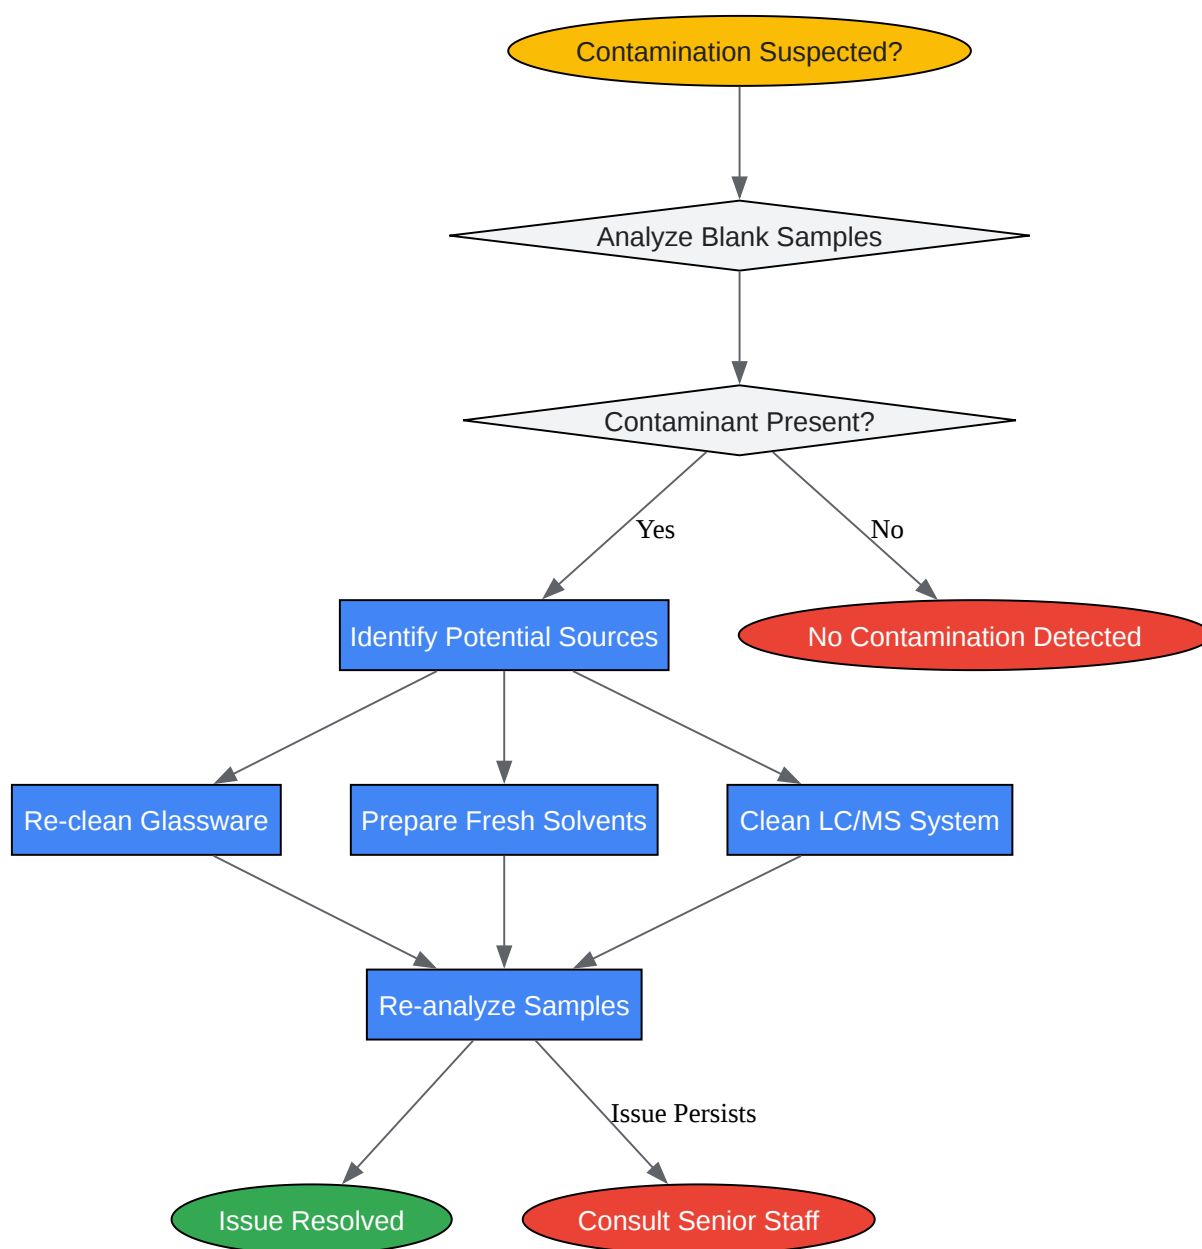 Contamination Suspected?
Analyze Blank Samples
Contaminant Present?
Yes
No
Identify Potential Sources
No Contamination Detected
Re-clean Glassware
Prepare Fresh Solvents
Clean LC/MS System
Re-analyze Samples
Issue Persists
Issue Resolved
Consult Senior Staff